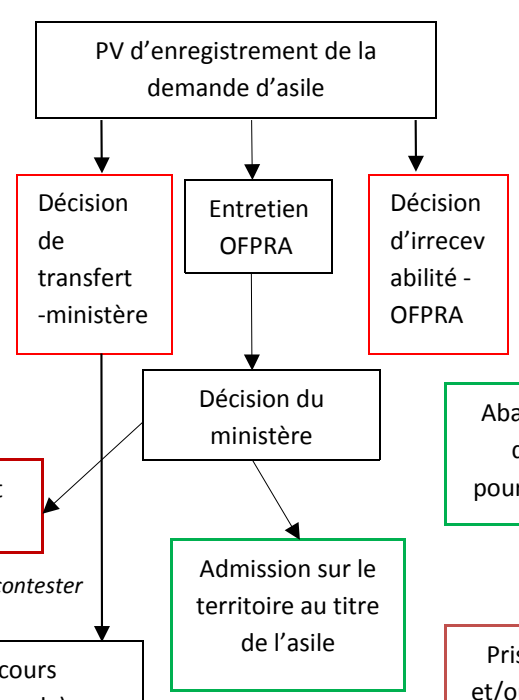 PV d’enregistrement de la
demande d’asile
Décision
de
transfert
-ministère
Entretien
OFPRA
Décision
d’irrecev
abilité -
OFPRA
Décision du
ministère
Admission sur le
territoire au titre
de l’asile
contester
et/o